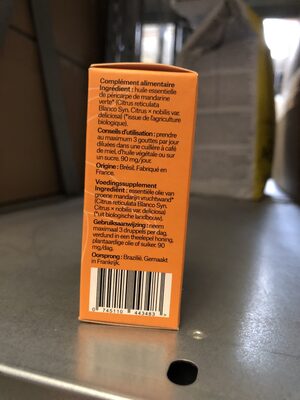 Complément alimentaire
Ingrédient : huile essentielle
de péricarpe de mandarine
verte* (Citrus reticulata
Blanco Syn. Citrus × nobilis var.
deliciosa) (*issue de l'agriculture
biologique).
Conseils d'utilisation : prendre
au maximum 3 gouttes par jour
diluées dans une cuillère à café
de miel, d'huile végétale ou sur
un sucre. 90 mg/jour.
Origine : Brésil. Fabriqué en
France.
Voedingssupplement
Ingrediënt : essentiële olie van
groene mandarijn vruchtwand*
(Citrus reticulata Blanco Syn.
Citrus × nobilis var. deliciosa)
(*uit biologische landbouw).
Gebruiksaanwijzing : neem
maximaal 3 druppels per dag,
verdund in een theelepel honing,
plantaardige olie of suiker. 90
mg/dag.
Oorsprong : Brazilië. Gemaakt
in Frankrijk.
0 745110 443483